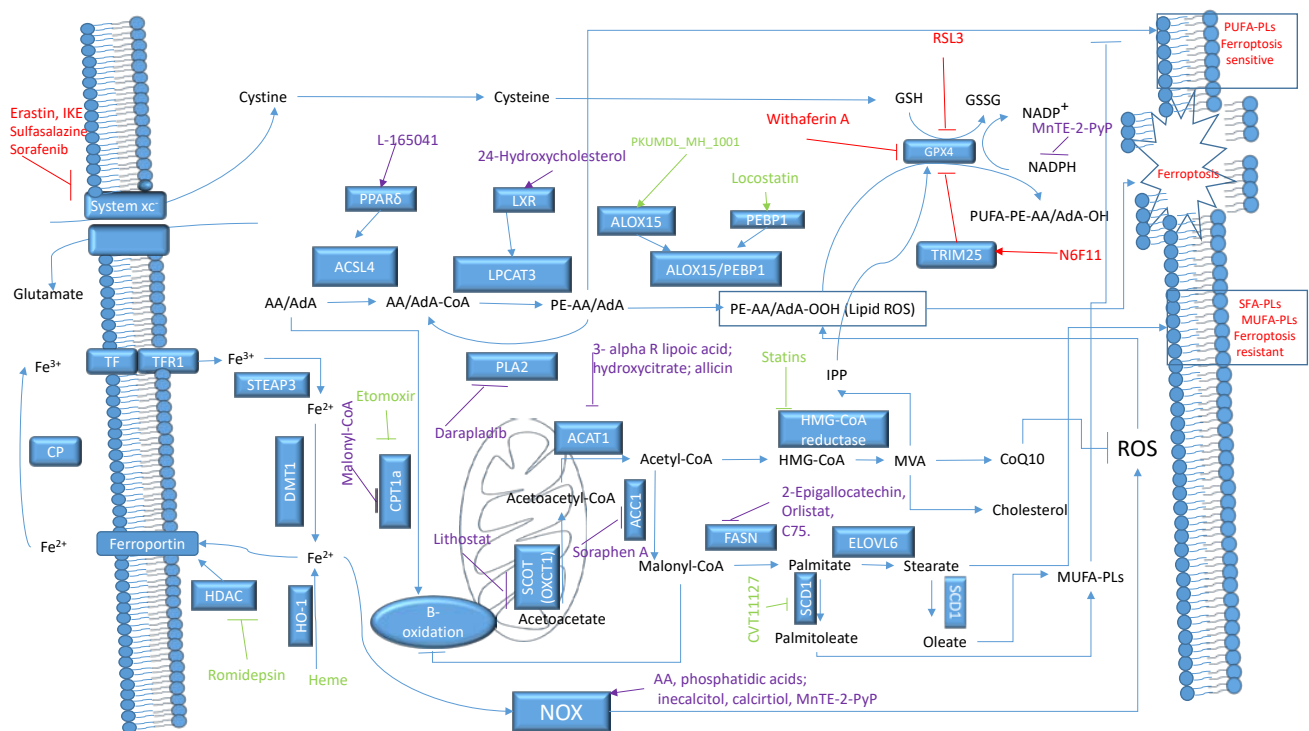 PUFA-PLs
Ferroptosis
sensitive
RSL3
Cystine
Cysteine
GSH
GSSG
NADP+
MnTE-2-PyP
Erastin, IKE
Sulfasalazine
Sorafenib
Withaferin A
L-165041
24-Hydroxycholesterol
PKUMDL_MH_1001
GPX4
NADPH
Locostatin
Ferroptosis
System xc-
PPARδ
LXR
ALOX15
PEBP1
PUFA-PE-AA/AdA-OH
TRIM25
N6F11
ACSL4
LPCAT3
ALOX15/PEBP1
Glutamate
AA/AdA
AA/AdA-CoA
PE-AA/AdA
PE-AA/AdA-OOH (Lipid ROS)
SFA-PLs
MUFA-PLs
Ferroptosis
resistant
Fe3+
TF
TFR1
Fe3+
STEAP3
PLA2
3- alpha R lipoic acid;
hydroxycitrate; allicin
Statins
IPP
Fe2+
Etomoxir
Malonyl-CoA
Darapladib
ACAT1
HMG-CoA
reductase
CP
DMT1
CPT1a
Acetyl-CoA
HMG-CoA
MVA
CoQ10
ROS
Acetoacetyl-CoA
ACC1
2-Epigallocatechin,
Orlistat,
C75.
Cholesterol
Fe2+
Ferroportin
Fe2+
Lithostat
Soraphen A
FASN
ELOVL6
SCOT
(OXCT1)
Malonyl-CoA
Palmitate
Stearate
MUFA-PLs
HDAC
HO-1
CVT11127
SCD1
SCD1
B-
oxidation
Acetoacetate
Palmitoleate
Oleate
Romidepsin
Heme
NOX
AA, phosphatidic acids;
inecalcitol, calcirtiol, MnTE-2-PyP